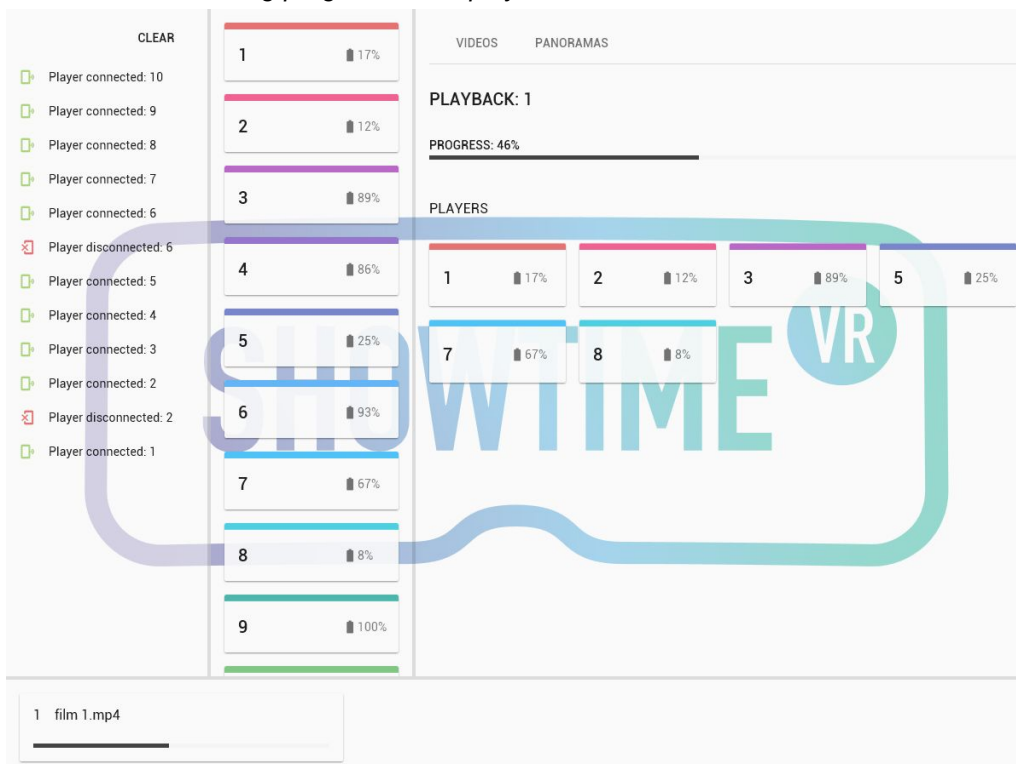 CLEAR
Player connected: 10
Player connected: 9
Player connected: 8
Player connected: 7
Player connected: 6
Player disconnected: 6
Player connected: 5
Player connected: 4
Player connected: 3
Player connected: 2
Player disconnected: 2
Player connected: 1
1 17%
2 12%
3 89%
4 86%
5 25%
6 93%
7 67%
8 8%
9 100%
VIDEOS PANORAMAS
PLAYBACK: 1
PROGRESS: 46%
PLAYERS
1 17% 2 12% 3 89% 5 25%
7 67% 8 8%
SHOWTIME VR
1 film 1.mp4